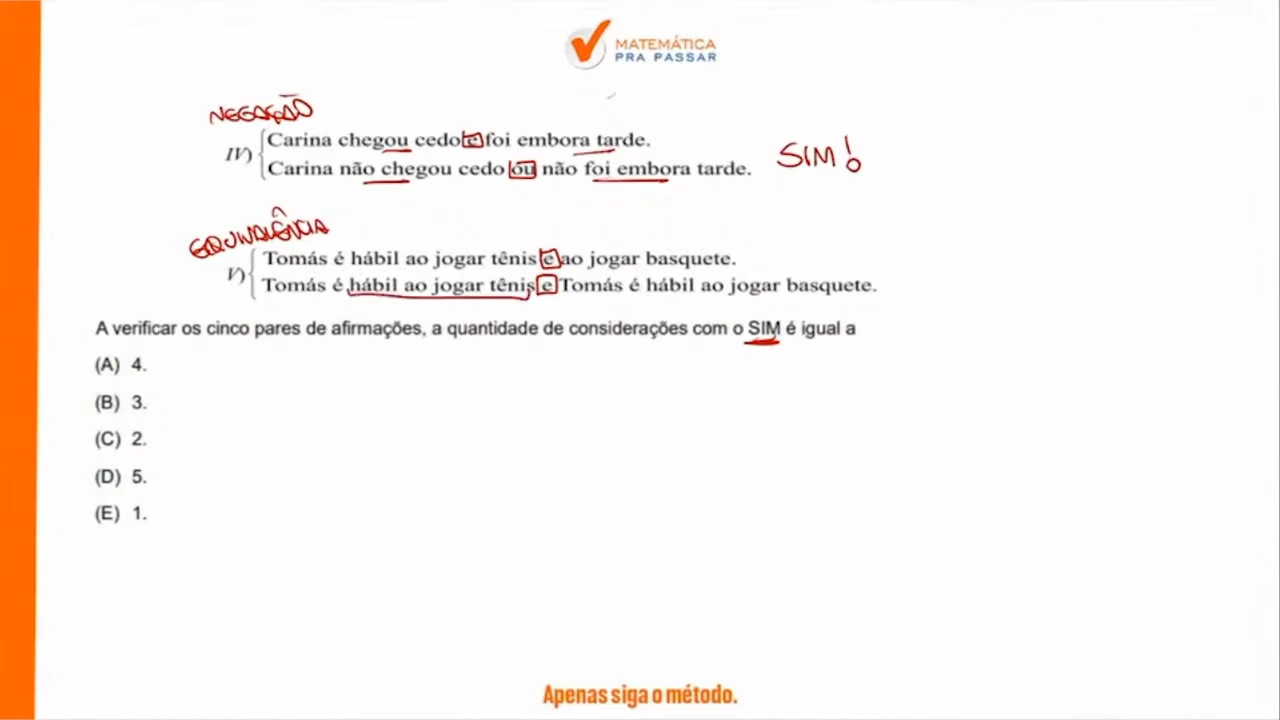 MATEMÁTICA
PRA PASSAR
NEGAÇÃO
IV) Carina chegou cedo e foi embora tarde.
Carina não chegou cedo ou não foi embora tarde.
SIM!
EQUIVALÊNCIA
V) Tomás é hábil ao jogar tênis e ao jogar basquete.
Tomás é hábil ao jogar tênis e Tomás é hábil ao jogar basquete.
A verificar os cinco pares de afirmações, a quantidade de considerações com o SIM é igual a
(A) 4.
(B) 3.
(C) 2.
(D) 5.
(E) 1.
Apenas siga o método.